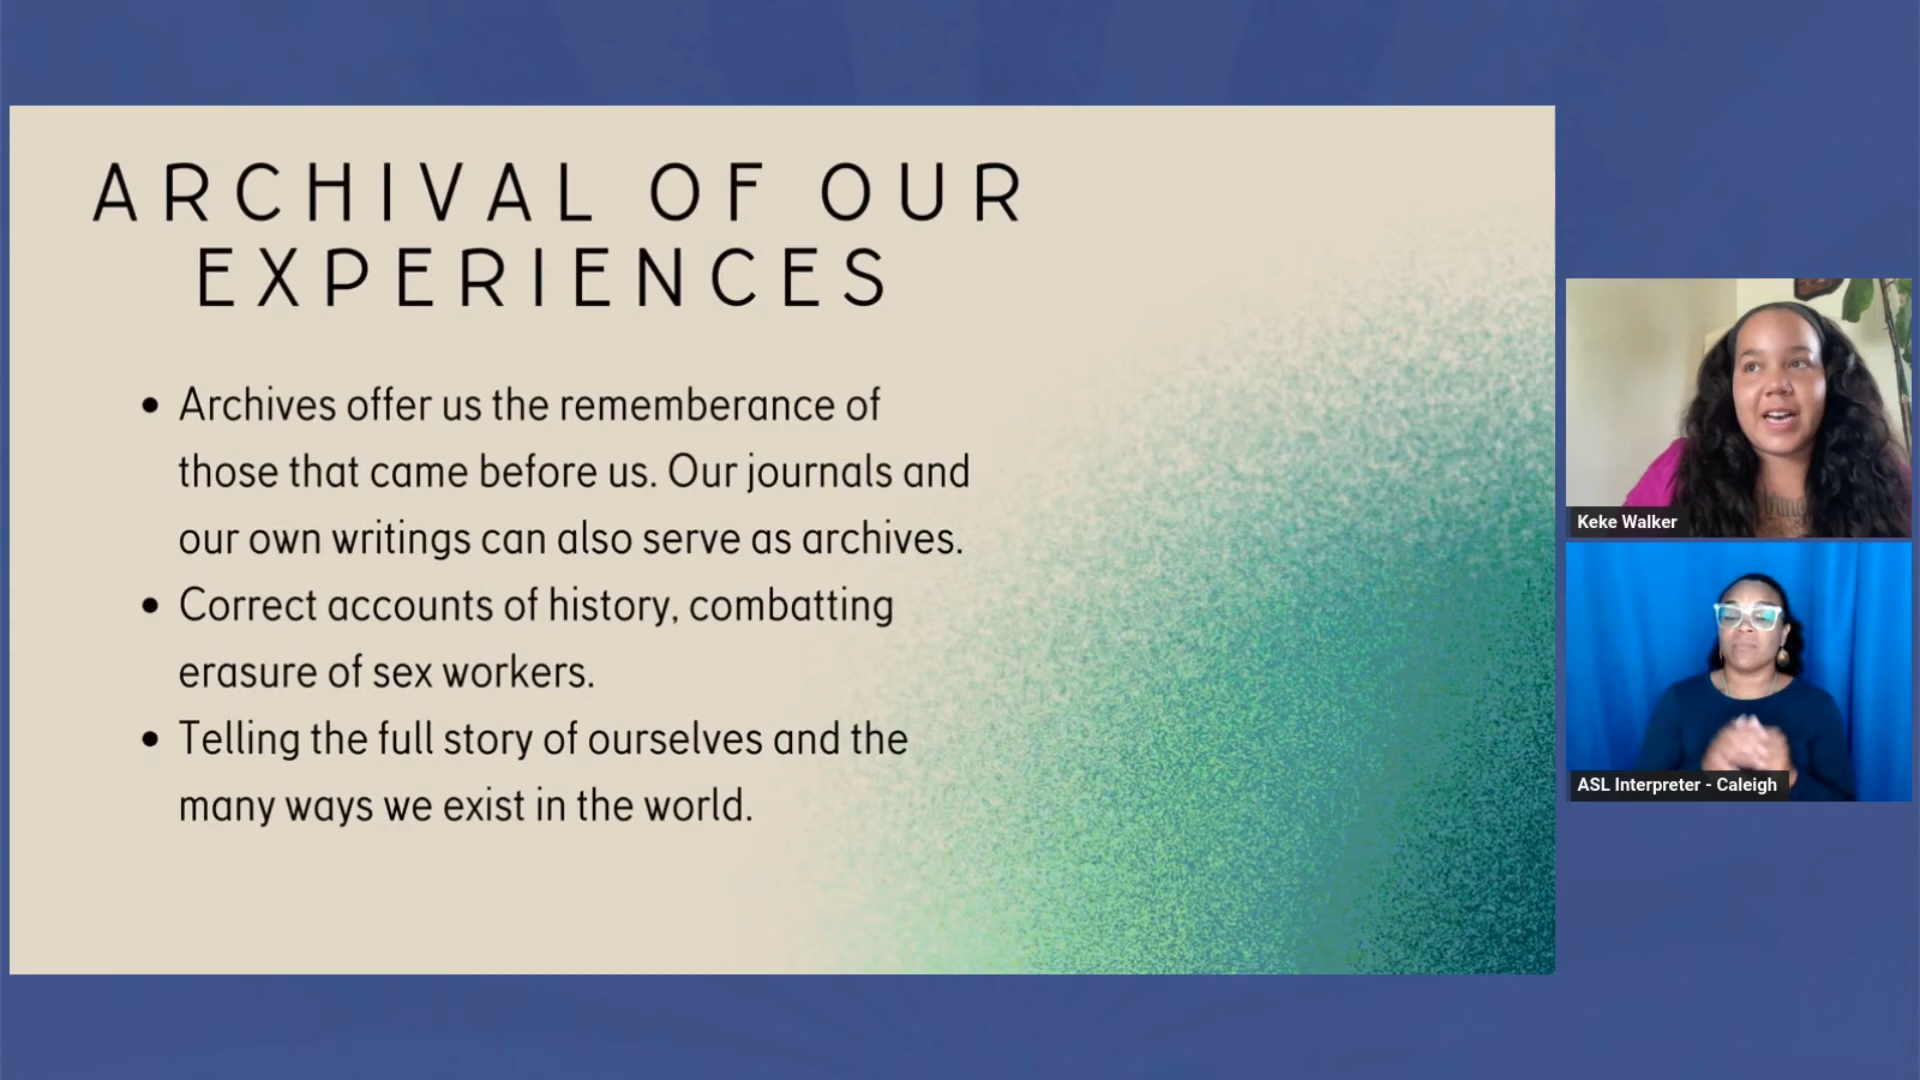 ARCHIVAL OF OUR
EXPERIENCES
• Archives offer us the rememberance of
those that came before us. Our journals and
our own writings can also serve as archives.
• Correct accounts of history, combatting
erasure of sex workers.
• Telling the full story of ourselves and the
many ways we exist in the world.
Keke Walker
ASL Interpreter - Caleigh